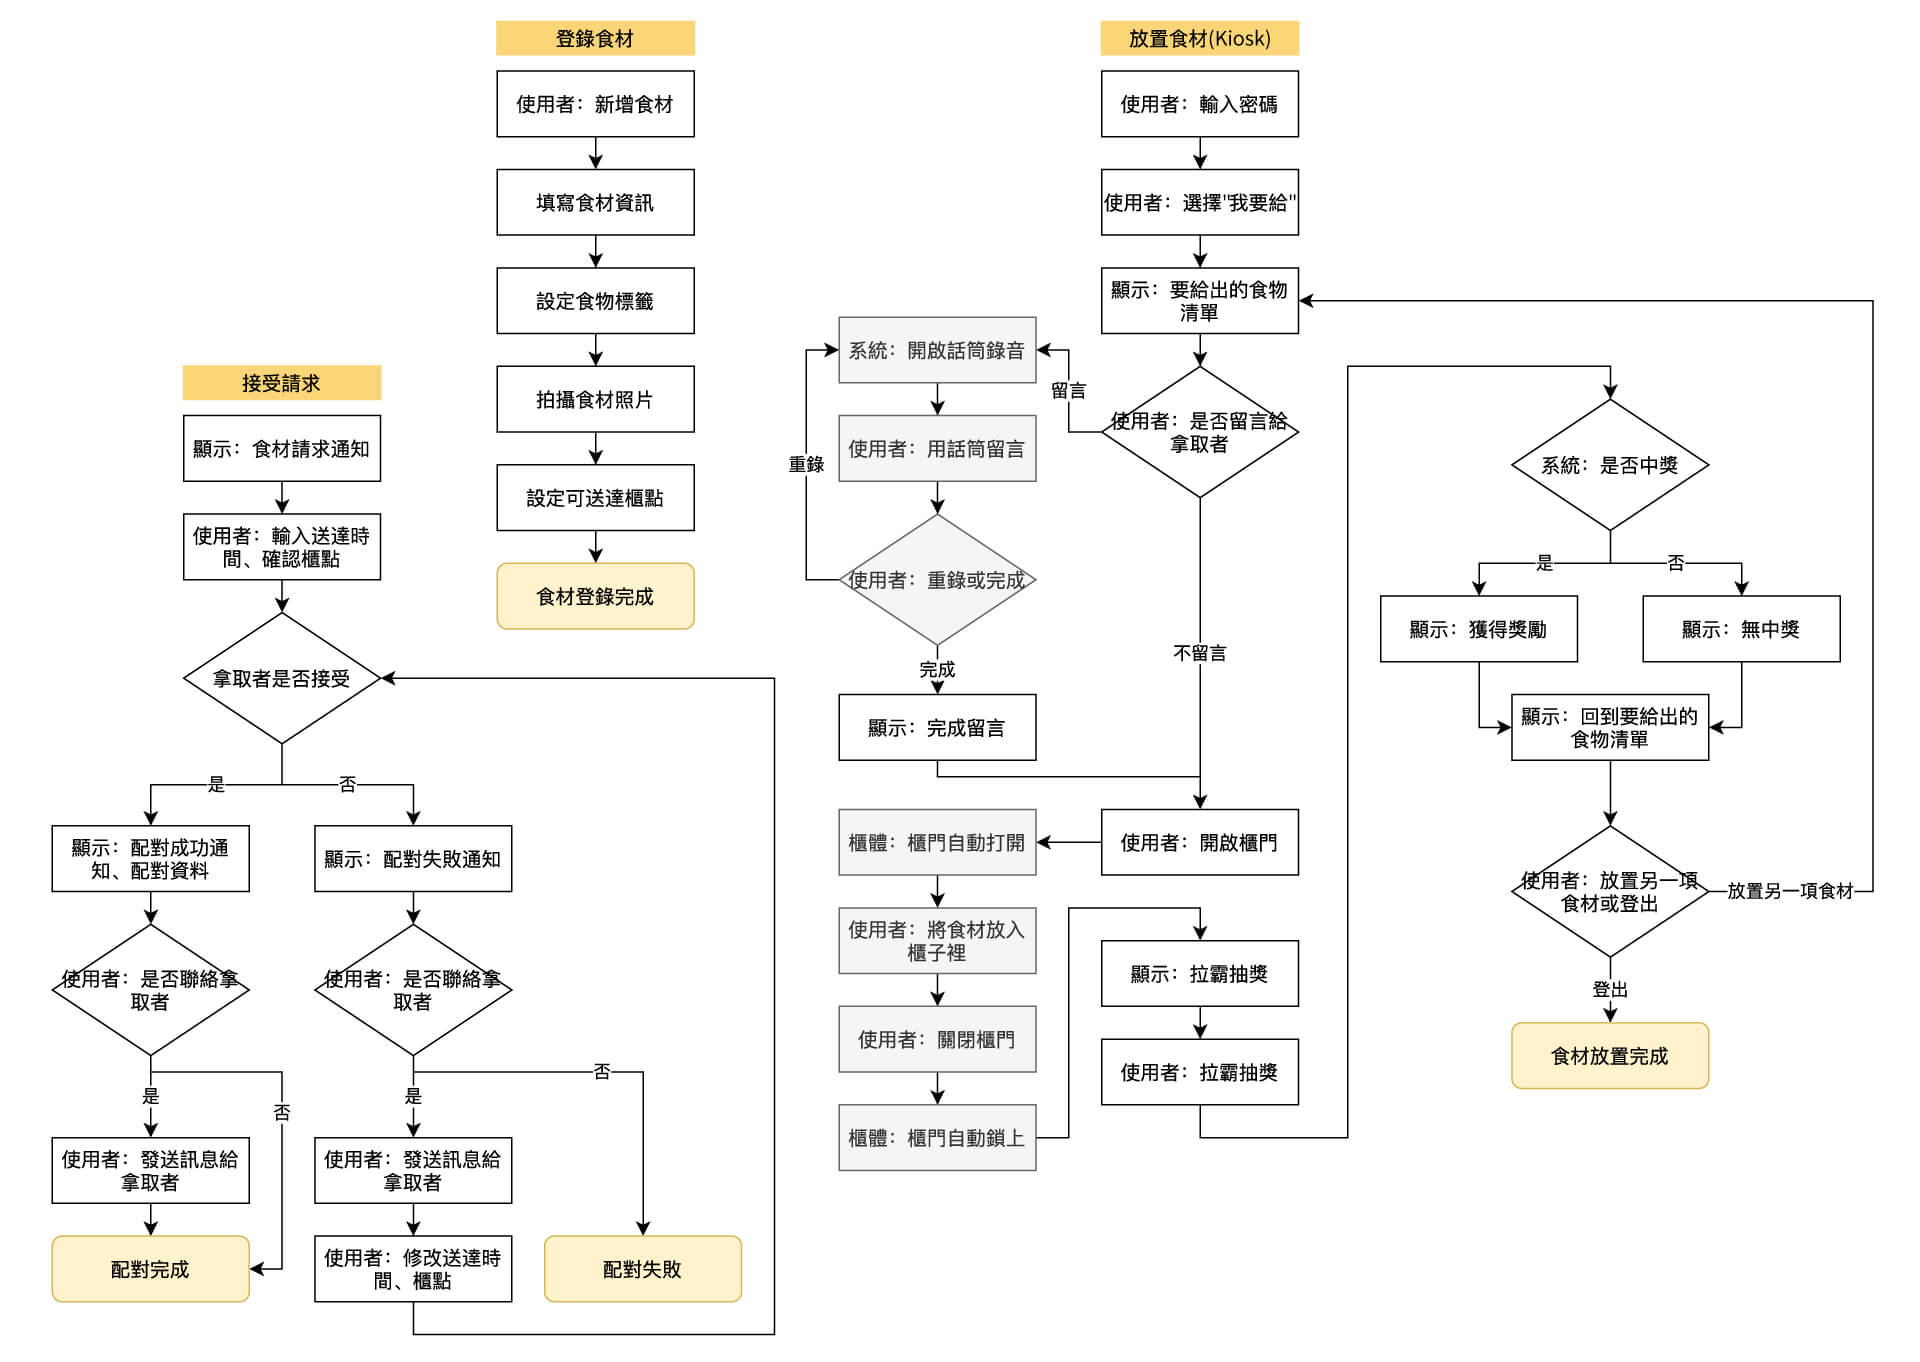 登錄食材
使用者：新增食材
填寫食材資訊
設定食物標籤
拍攝食材照片
設定可送達櫃點
食材登錄完成
接受請求
顯示：食材請求通知
使用者：輸入送達時
間、確認櫃點
拿取者是否接受
是
否
顯示：配對成功通
知、配對資料
顯示：配對失敗通知
使用者：是否聯絡拿
取者
使用者：是否聯絡拿
取者
是
否
是
否
使用者：發送訊息給
拿取者
使用者：發送訊息給
拿取者
配對完成
使用者：修改送達時
間、櫃點
配對失敗
放置食材(Kiosk)
使用者：輸入密碼
使用者：選擇"我要給"
顯示：要給出的食物
清單
使用者：是否留言給
拿取者
留言
不留言
系統：開啟話筒錄音
使用者：用話筒留言
使用者：重錄或完成
重錄
完成
顯示：完成留言
使用者：開啟櫃門
櫃體：櫃門自動打開
使用者：將食材放入
櫃子裡
使用者：關閉櫃門
櫃體：櫃門自動鎖上
顯示：拉霸抽獎
使用者：拉霸抽獎
系統：是否中獎
是
否
顯示：獲得獎勵
顯示：無中獎
顯示：回到要給出的
食物清單
使用者：放置另一項
食材或登出
放置另一項食材
登出
食材放置完成